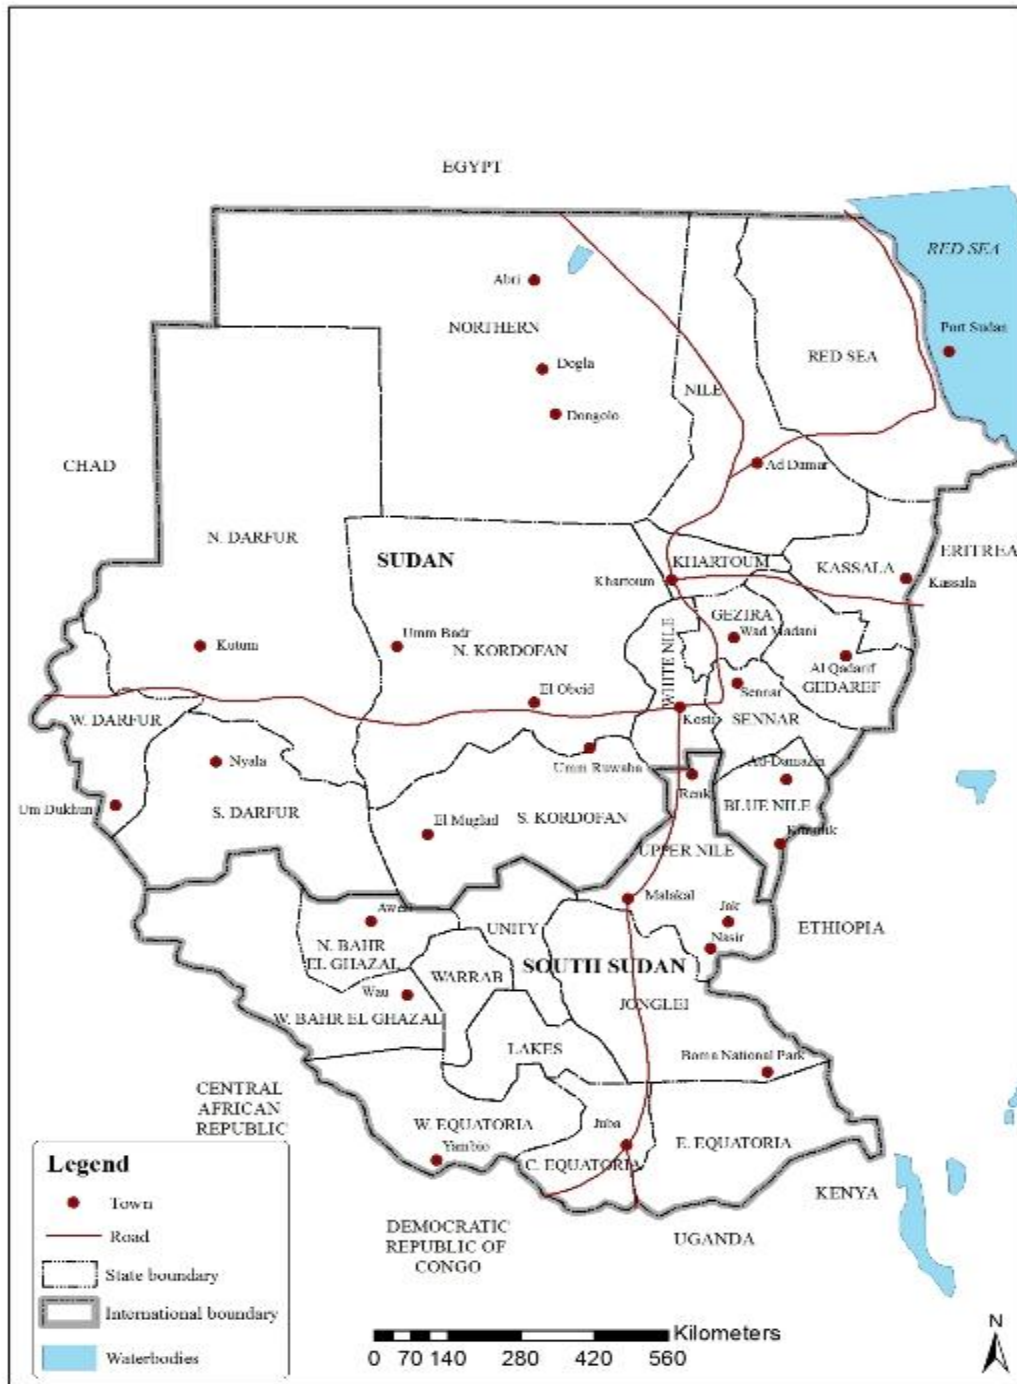 EGYPT
RED SEA
Abri
NORTHERN
Port Sudan
RED SEA
Dogla
NILE
Dongolo
CHAD
Ad Damar
N. DARFUR
ERITREA
SUDAN
KHARTOUM
KASSALA
Khartoum
Kassala
GEZIRA
Wad Madani
Umm Badr
Kutum
N. KORDOFAN
WHITE NILE
Al Qadarif
GEDAREF
El Obeid
Sennar
W. DARFUR
Kosti
SENNAR
Nyala
Umm Ruwaba
Ad-Damazin
Renk
BLUE NILE
Um Dukhun
S. DARFUR
El Muglad
S. KORDOFAN
Kurmuk
UPPER NILE
Malakal
Aweil
Jak
UNITY
ETHIOPIA
N. BAHR
EL GHAZAL
Nasir
SOUTH SUDAN
WARRAB
Wau
JONGLEI
W. BAHR EL GHAZAL
LAKES
Boma National Park
CENTRAL
AFRICAN
REPUBLIC
W. EQUATORIA
Juba
E. EQUATORIA
Yambio
C. EQUATORIA
KENYA
DEMOCRATIC
REPUBLIC OF
CONGO
UGANDA
Legend
Town
Road
State boundary
International boundary
Waterbodies
Kilometers
0 70 140 280 420 560
N